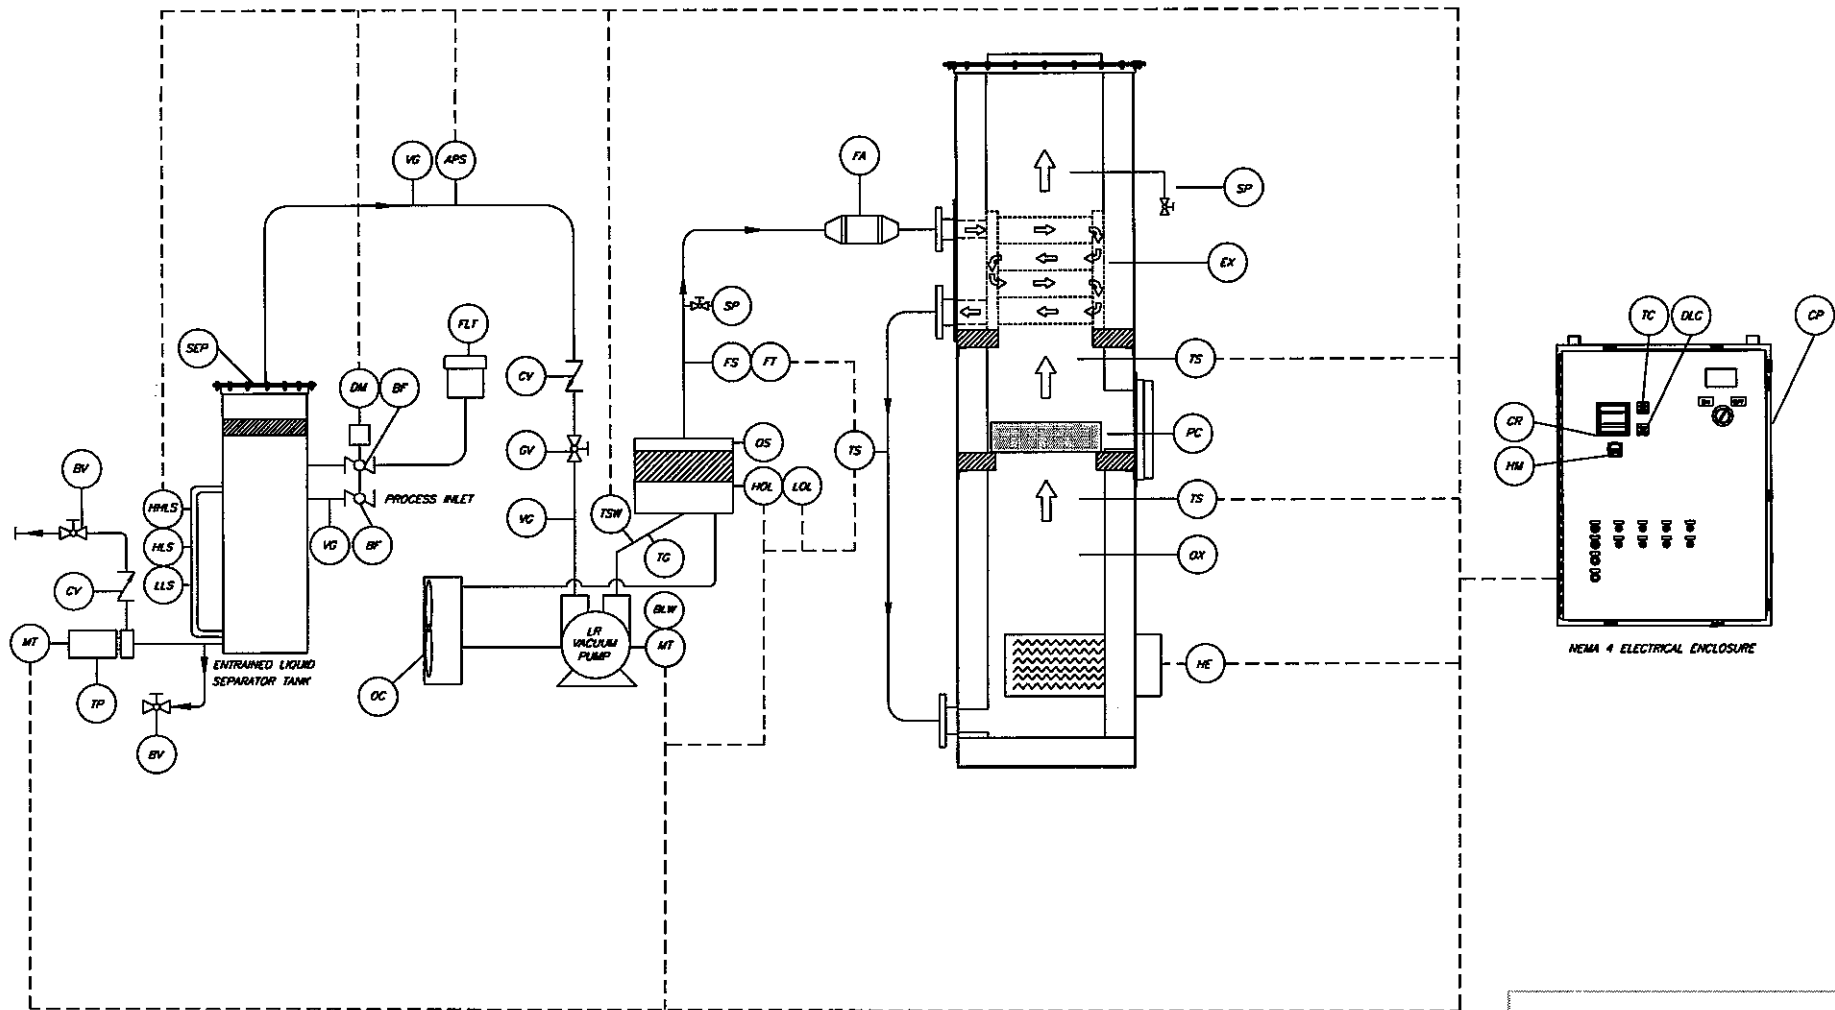 VG
APS
FA
SP
EX
SP
FLT
SEP
TC
DLC
CP
FS
FT
TS
CV
DM
BF
CR
OS
PC
GV
TS
HM
BV
HOL
LOL
PROCESS INLET
TS
HHLS
VG
TSW
VG
BF
HLS
TG
OX
LLS
CV
BLW
LR
VACUUM
PUMP
MT
MT
NEMA 4 ELECTRICAL ENCLOSURE
ENTRAINED LIQUID
SEPARATOR TANK
HE
OC
TP
BV